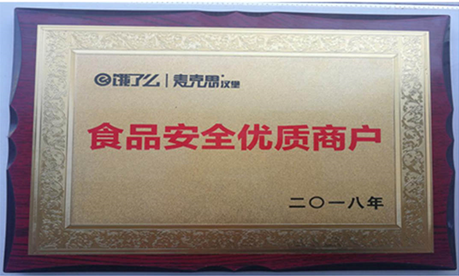 饿了么 | 麦克思汉堡
食品安全优质商户
二〇一八年